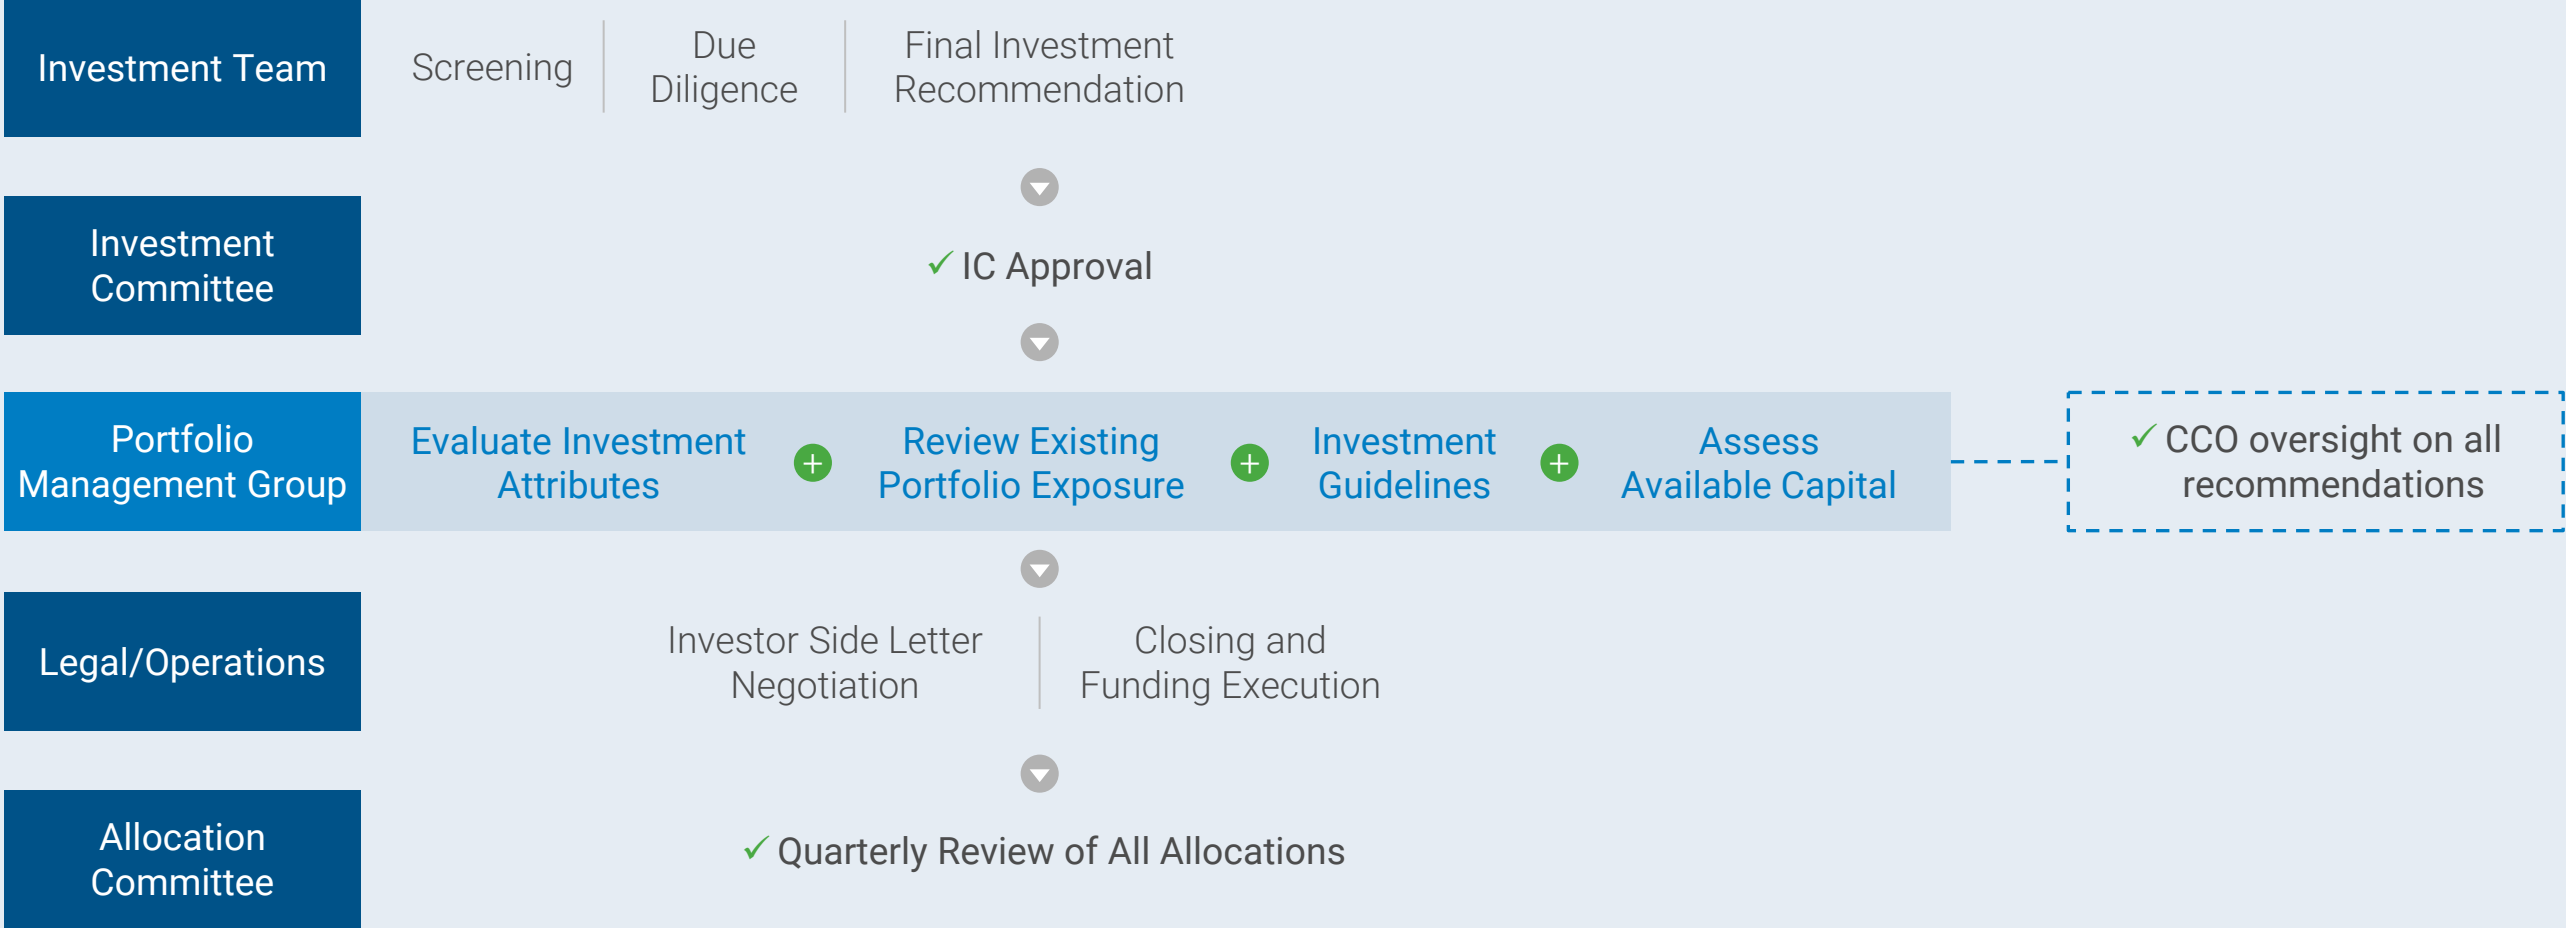 Investment Team
Screening
Due
Diligence
Final Investment
Recommendation
Investment
Committee
✓ IC Approval
Portfolio
Management Group
Evaluate Investment
Attributes
+
Review Existing
Portfolio Exposure
+
Investment
Guidelines
+
Assess
Available Capital
✓ CCO oversight on all
recommendations
Legal/Operations
Investor Side Letter
Negotiation
Closing and
Funding Execution
Allocation
Committee
✓ Quarterly Review of All Allocations